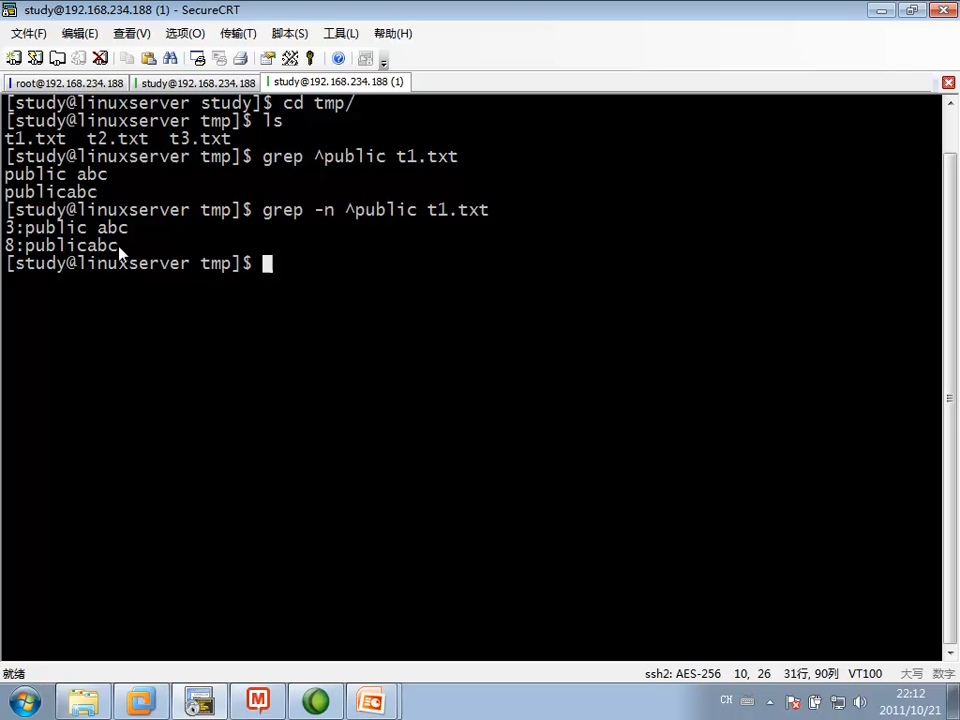 study@192.168.234.188 (1) - SecureCRT
文件(F) 编辑(E) 查看(V) 选项(O) 传输(T) 脚本(S) 工具(L) 帮助(H)
root@192.168.234.188 study@192.168.234.188 study@192.168.234.188 (1)
[study@linuxserver study]$ cd tmp/
[study@linuxserver tmp]$ ls
t1.txt t2.txt t3.txt
[study@linuxserver tmp]$ grep ^public t1.txt
public abc
publicabc
[study@linuxserver tmp]$ grep -n ^public t1.txt
3:public abc
8:publicabc
[study@linuxserver tmp]$
就绪 ssh2: AES-256 10, 26 31行, 90列 VT100 大写 数字
CH 22:12
2011/10/21